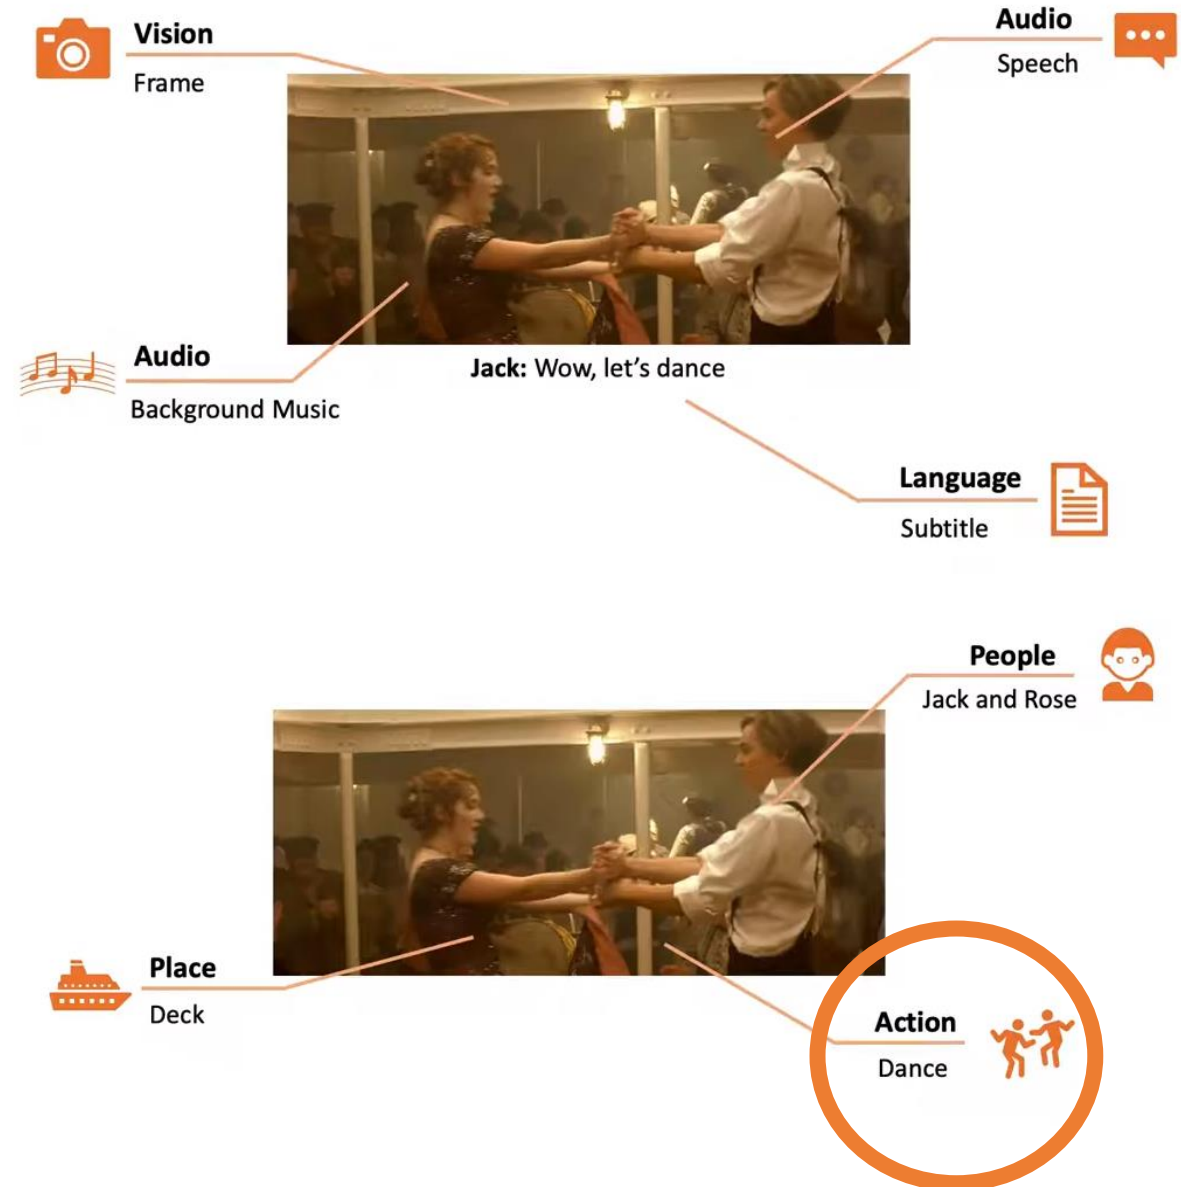 Vision
Frame
Audio
Speech
Audio
Background Music
Jack: Wow, let's dance
Language
Subtitle
People
Jack and Rose
Place
Deck
Action
Dance